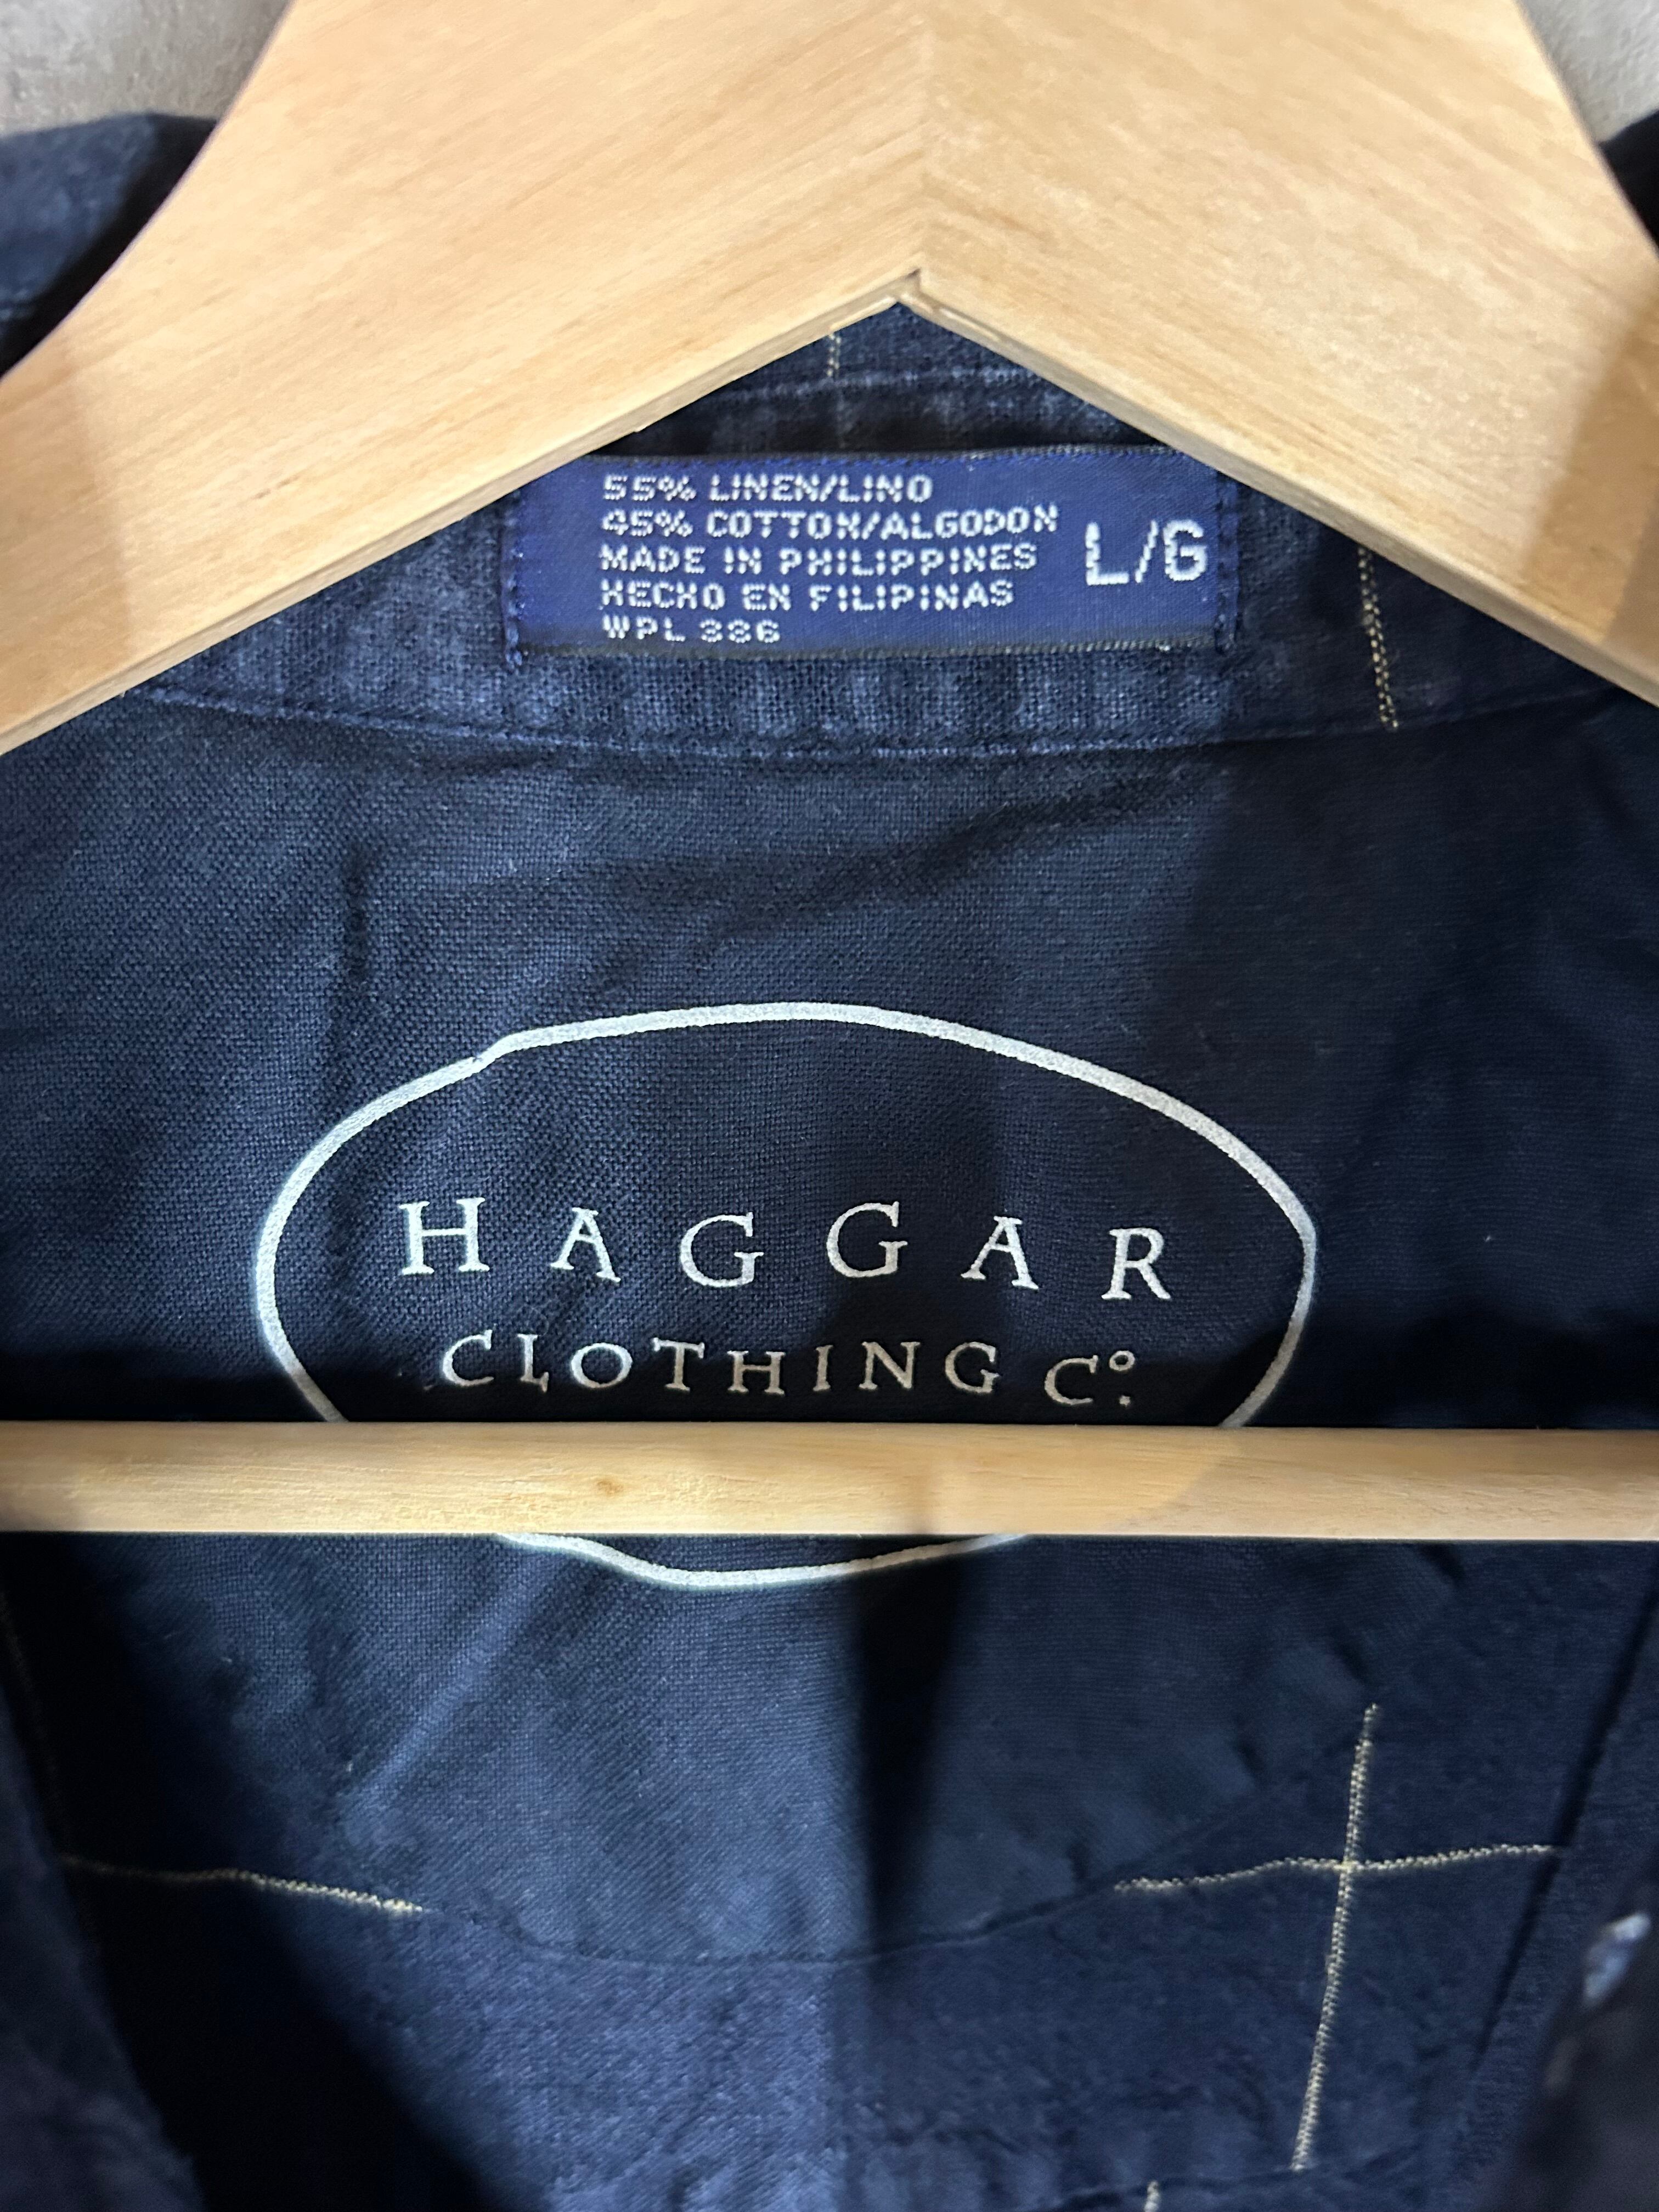 55% LINEN/LINO
45% COTTON/ALGODON
MADE IN PHILIPPINES
HECHO EN FILIPINAS
WPL 386
L/G
HAGGAR
CLOTHING Cº.